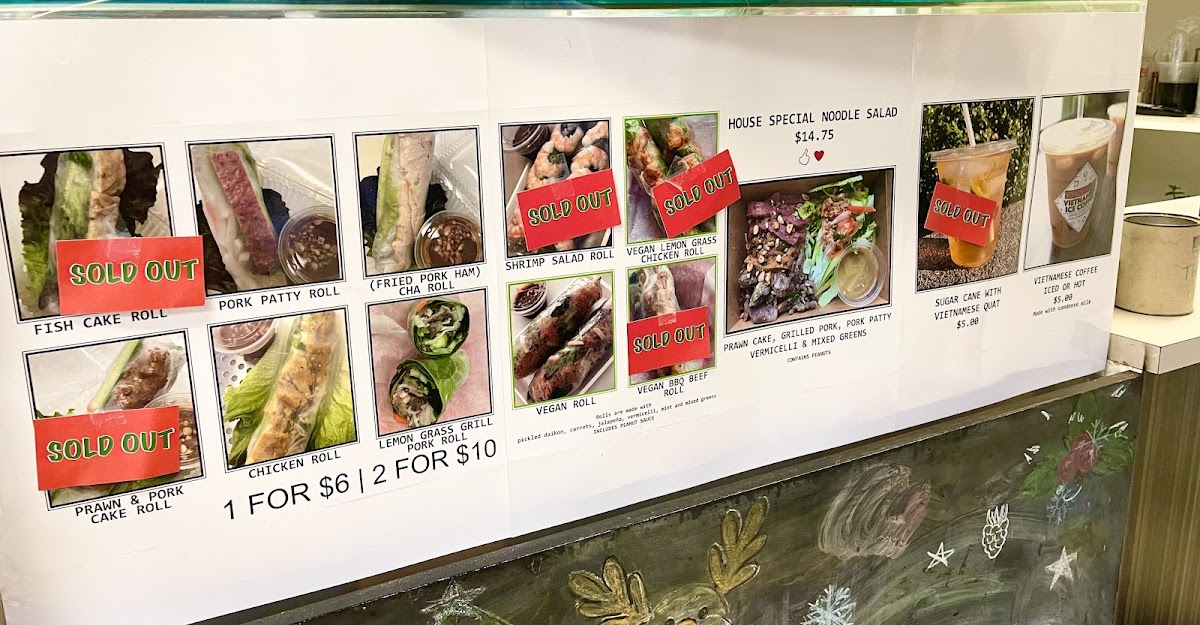 SOLD OUT
FISH CAKE ROLL
PORK PATTY ROLL
(FRIED PORK HAM)
CHA ROLL
SOLD OUT
SHRIMP SALAD ROLL
SOLD OUT
VEGAN LEMON GRASS
CHICKEN ROLL
SOLD OUT
PRAWN & PORK
CAKE ROLL
CHICKEN ROLL
LEMON GRASS GRILL
PORK ROLL
VEGAN ROLL
SOLD OUT
VEGAN BBQ BEEF
ROLL
1 FOR $6 | 2 FOR $10
Rolls are made with
pickled daikon, carrots, jalapeño, vermicelli, mint and mixed greens
INCLUDES PEANUT SAUCE
HOUSE SPECIAL NOODLE SALAD
$14.75
PRAWN CAKE, GRILLED PORK, PORK PATTY
VERMICELLI & MIXED GREENS
CONTAINS PEANUTS
SOLD OUT
SUGAR CANE WITH
VIETNAMESE QUAT
$5.00
VIETNAMESE COFFEE
ICED OR HOT
$5.00
Made with condense milk